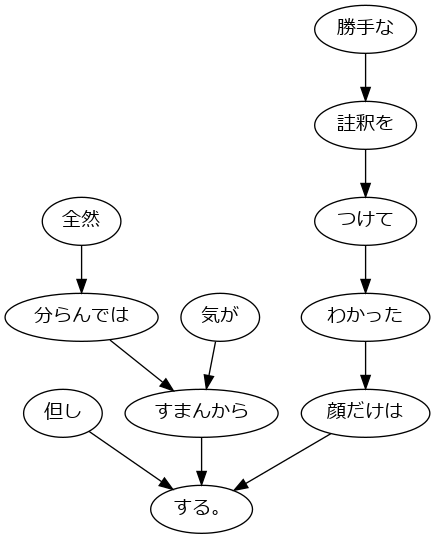 勝手な
註釈を
全然
つけて
分らんでは
気が
わかった
但し
すまんから
顔だけは
する。